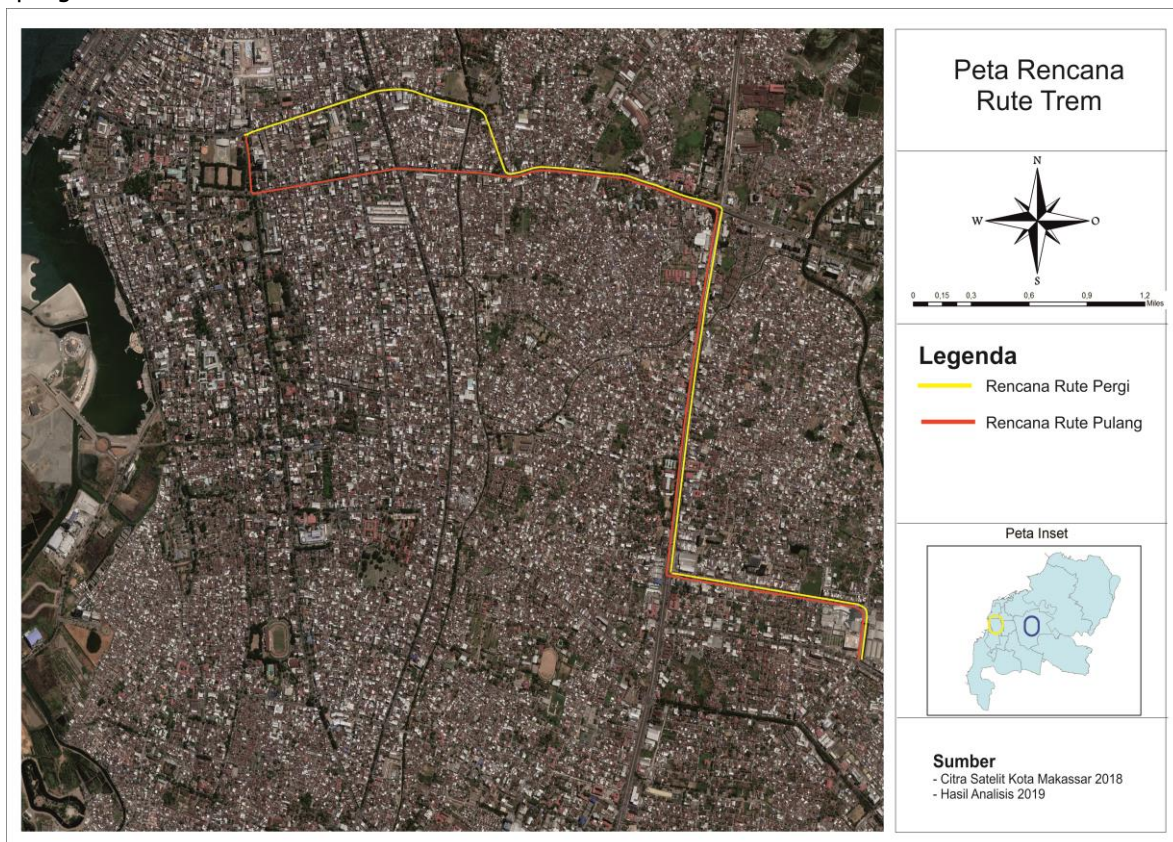 Peta Rencana
Rute Trem
N
W
O
S
0 0,15 0,3 0,6 0,9 1,2
Miles
Legenda
Rencana Rute Pergi
Rencana Rute Pulang
Peta Inset
Sumber
- Citra Satelit Kota Makassar 2018
- Hasil Analisis 2019